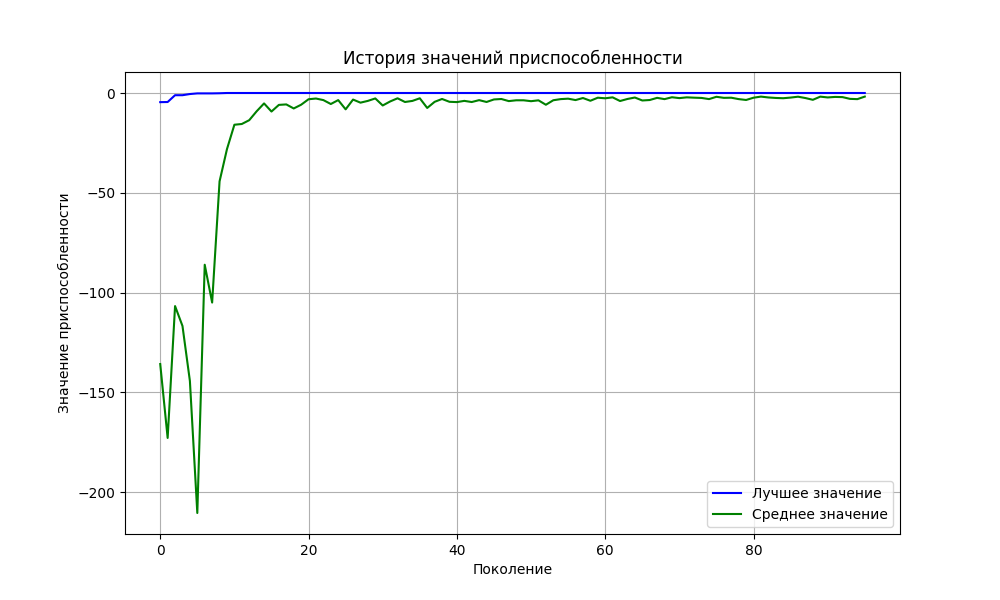 История значений приспособленности
Значение приспособленности
0
−50
−100
−150
−200
0
20
40
60
80
Поколение
Лучшее значение
Среднее значение